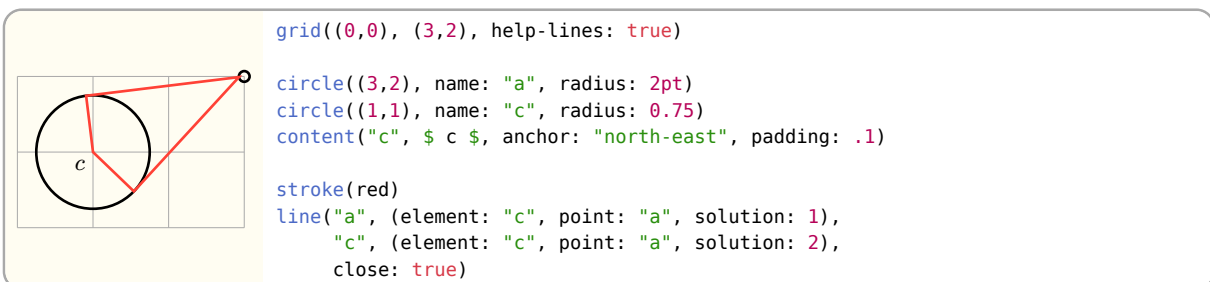 grid((0,0), (3,2), help-lines: true)
circle((3,2), name: "a", radius: 2pt)
circle((1,1), name: "c", radius: 0.75)
content("c", $ c $, anchor: "north-east", padding: .1)
c
stroke(red)
line("a", (element: "c", point: "a", solution: 1),
"c", (element: "c", point: "a", solution: 2),
close: true)